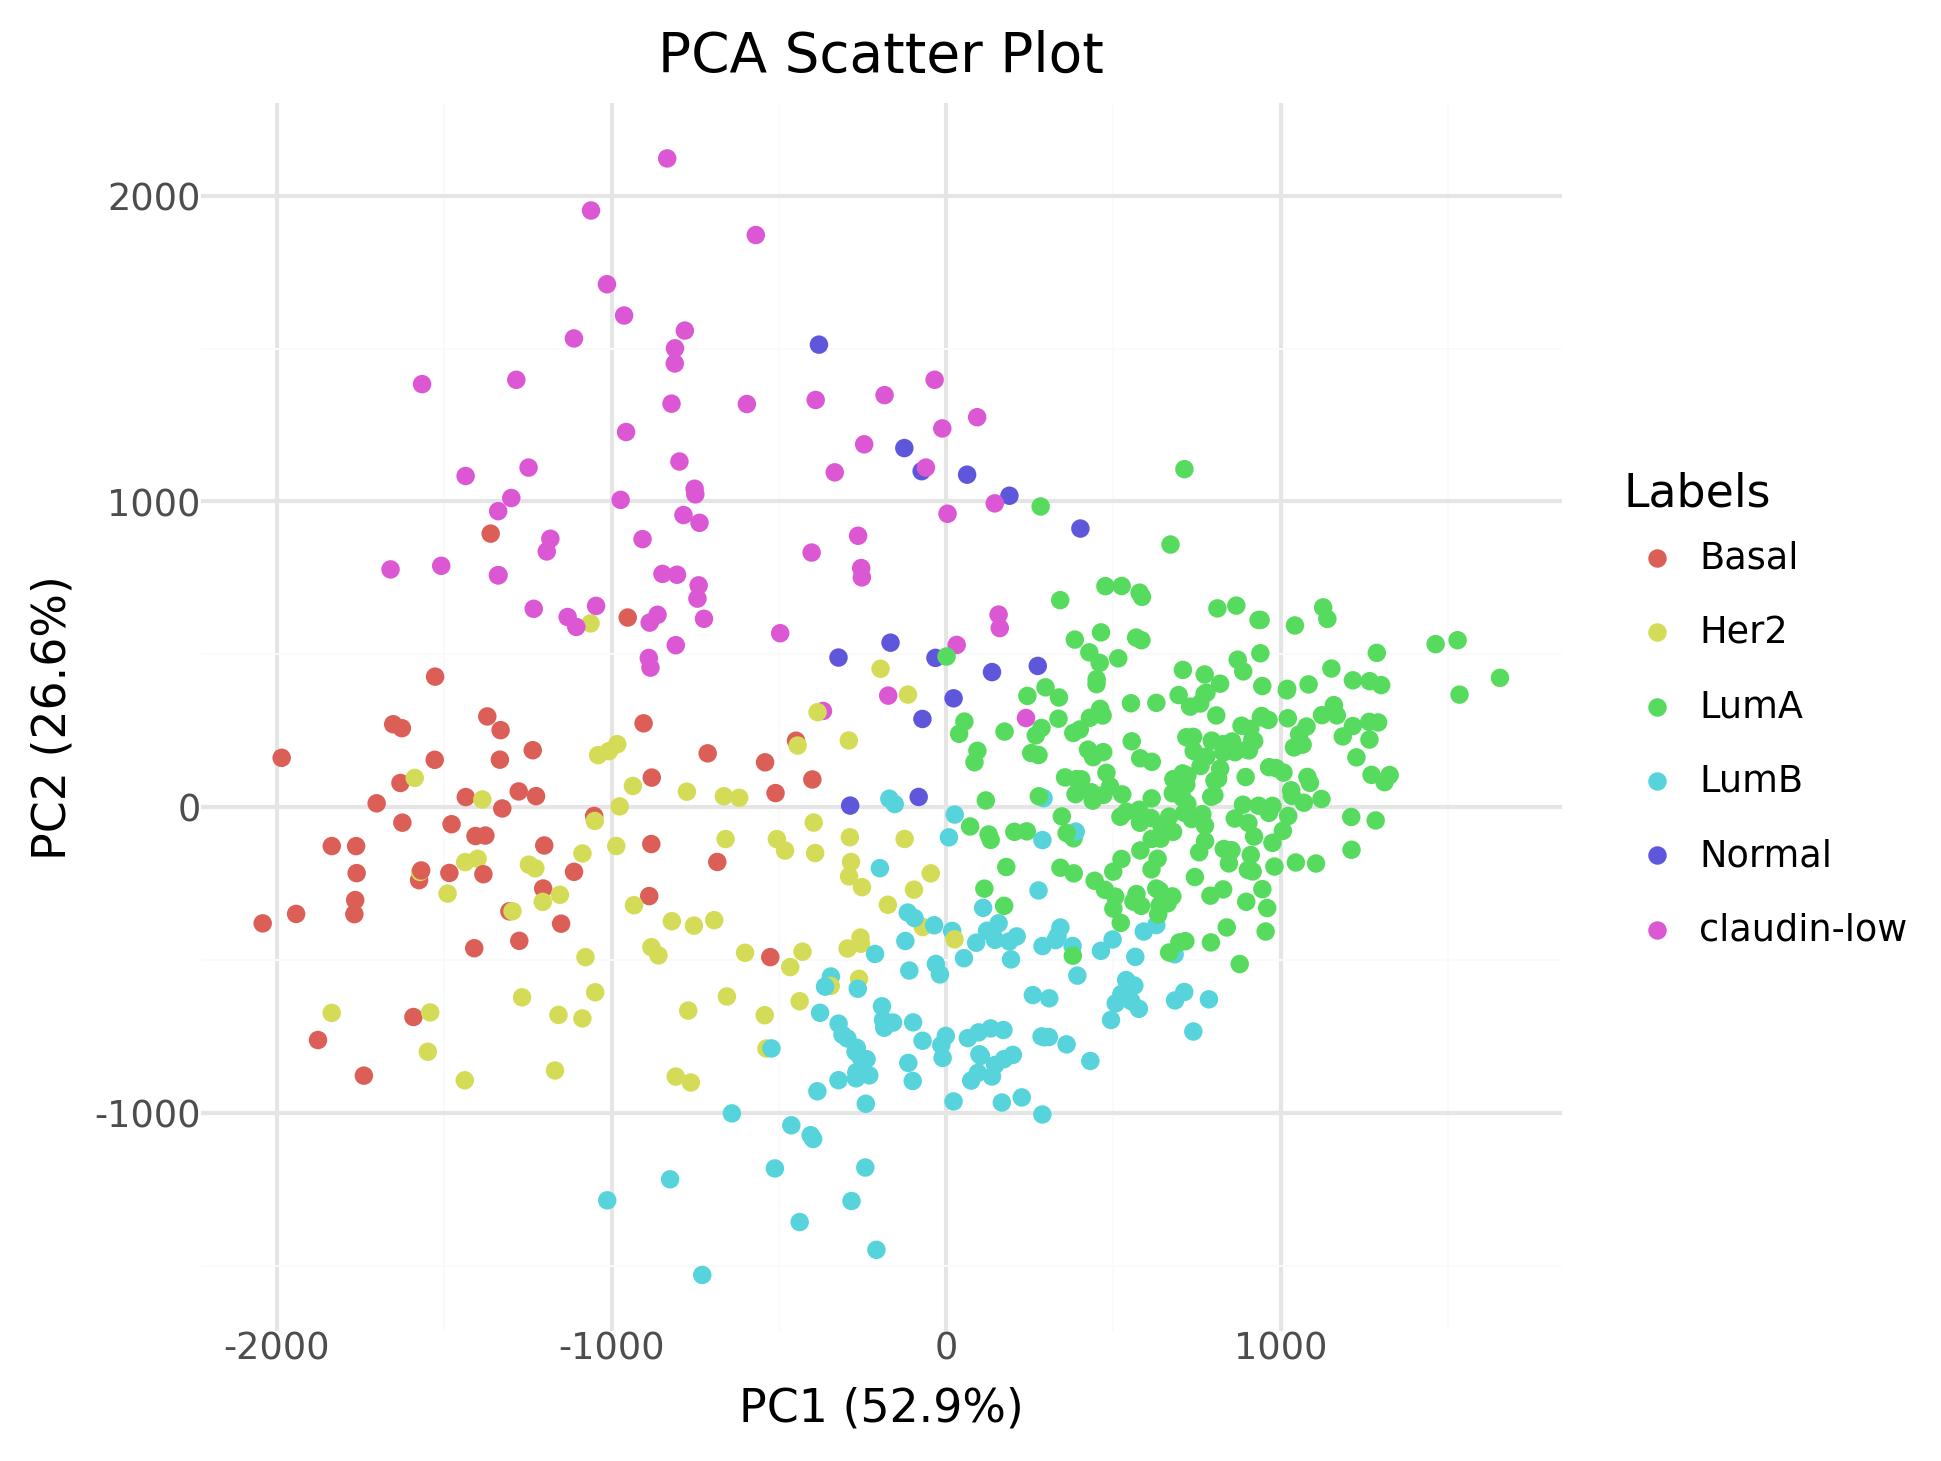 PCA Scatter Plot
2000
1000
0
-1000
PC2 (26.6%)
-2000
-1000
0
1000
PC1 (52.9%)
Labels
Basal
Her2
LumA
LumB
Normal
claudin-low